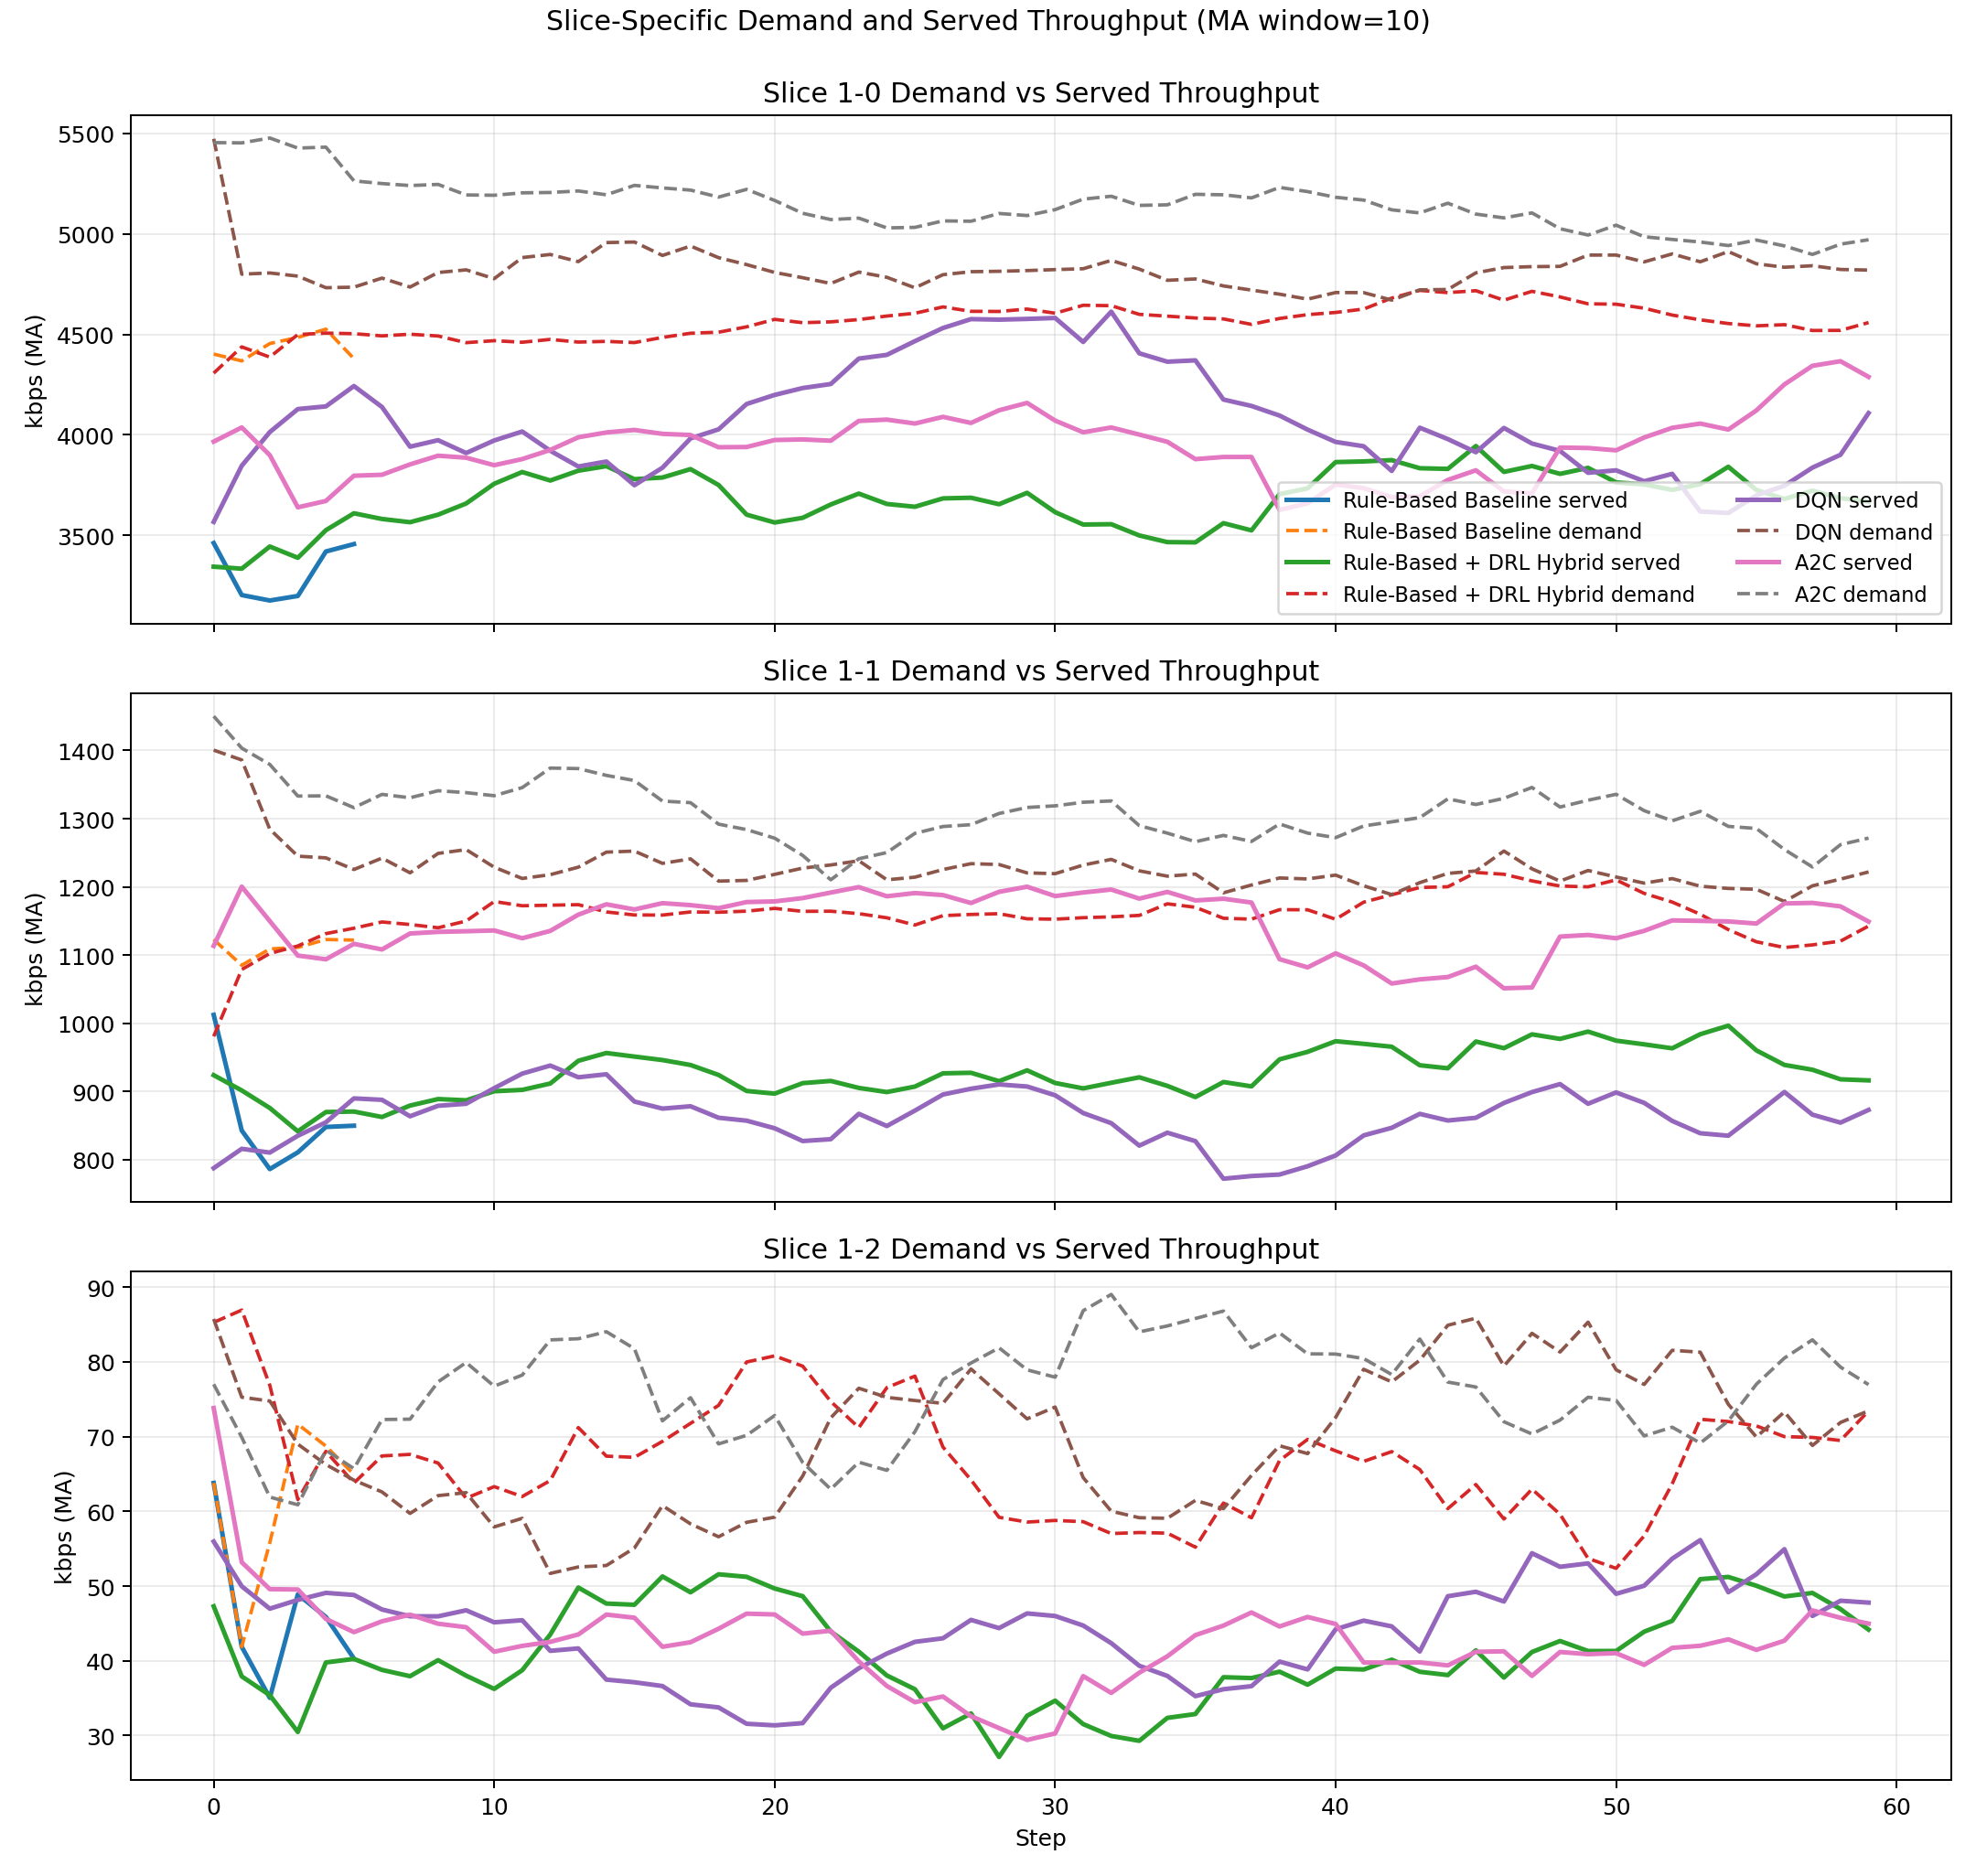 Slice-Specific Demand and Served Throughput (MA window=10)
Slice 1-0 Demand vs Served Throughput
5500
5000
4500
4000
3500
kbps (MA)
Rule-Based Baseline served
Rule-Based Baseline demand
Rule-Based + DRL Hybrid served
Rule-Based + DRL Hybrid demand
DQN served
DQN demand
A2C served
A2C demand
Slice 1-1 Demand vs Served Throughput
1400
1300
1200
1100
1000
900
800
kbps (MA)
Slice 1-2 Demand vs Served Throughput
90
80
70
60
50
40
30
kbps (MA)
0 10 20 30 40 50 60
Step